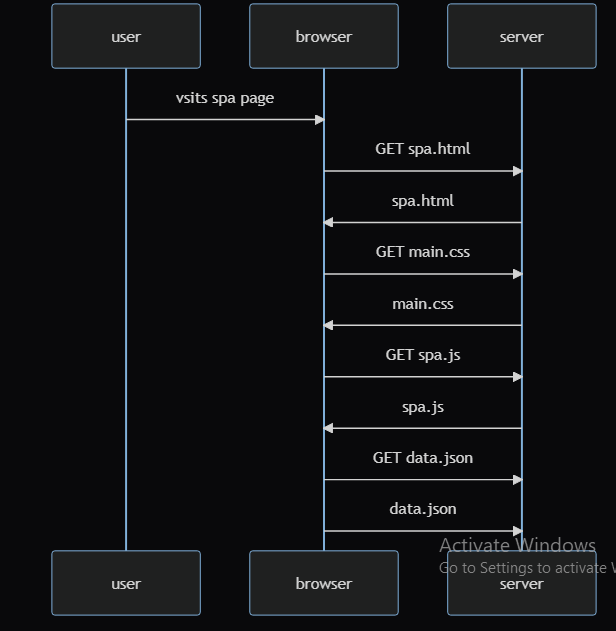 user browser server
vsits spa page
GET spa.html
spa.html
GET main.css
main.css
GET spa.js
spa.js
GET data.json
data.json
Activate Windows
Go to Settings to activate W
user browser server